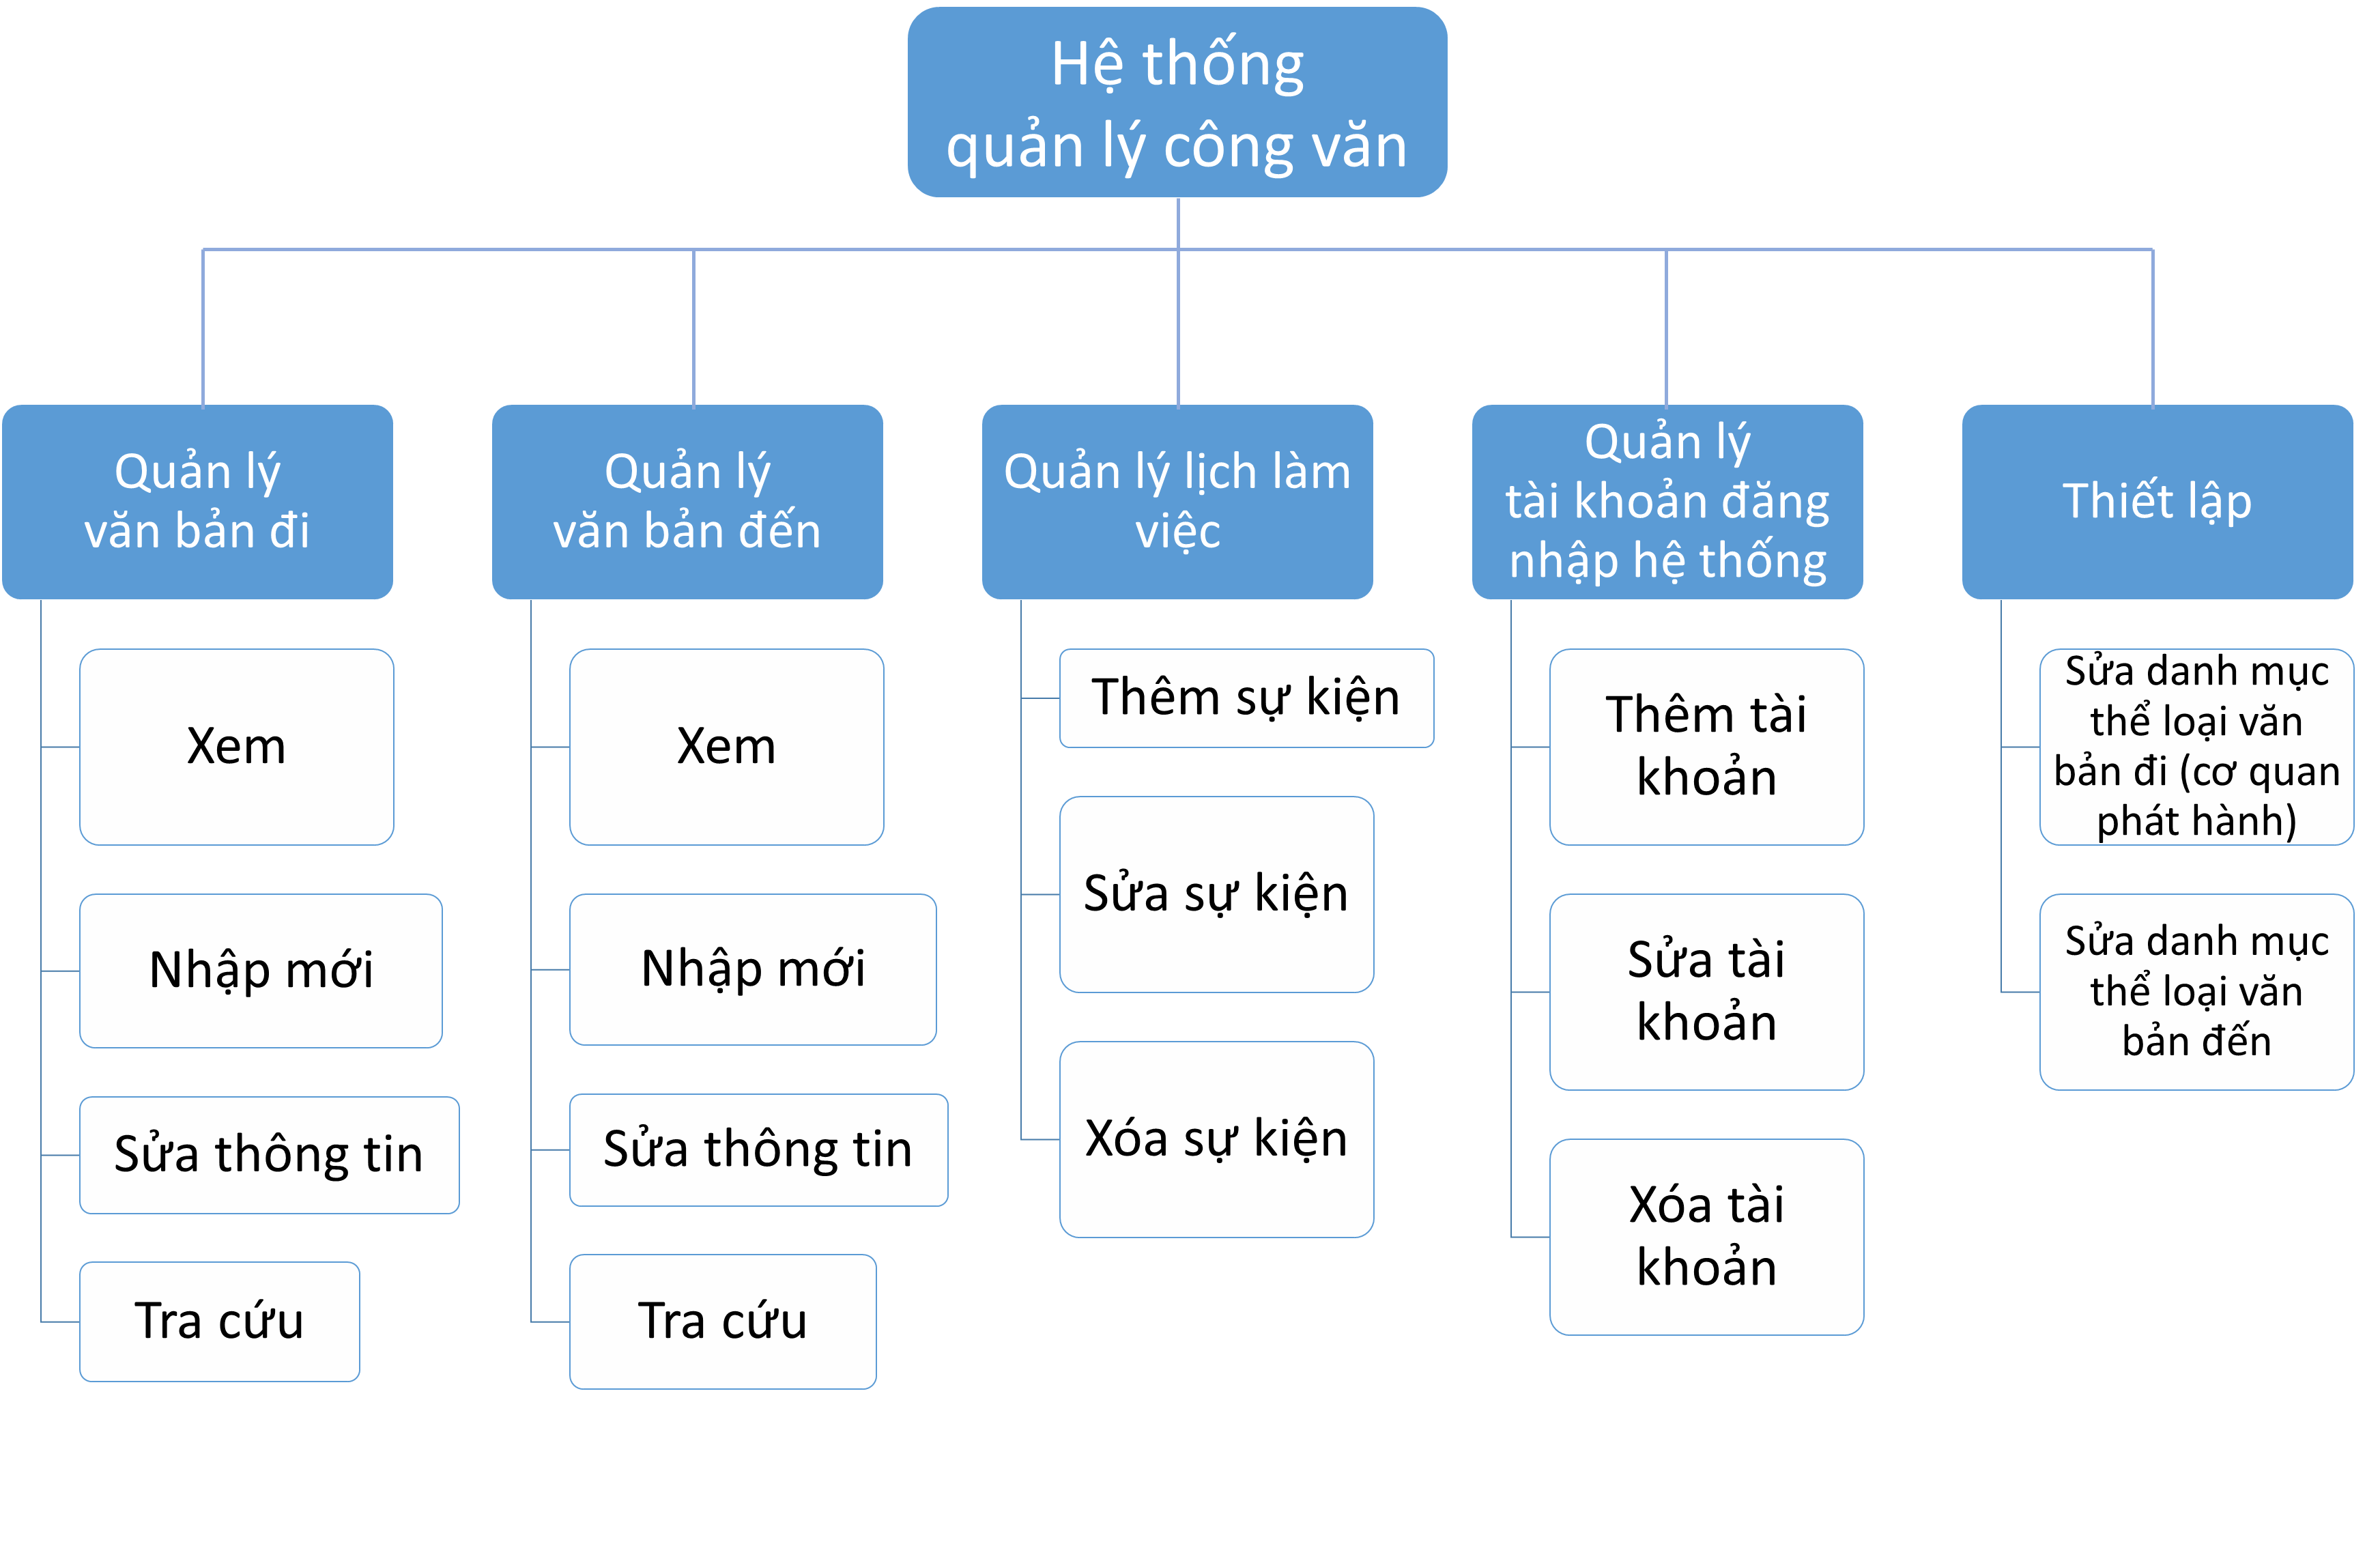 Hệ thống
quản lý công văn
Quản lý
văn bản đi
Quản lý
văn bản đến
Quản lý lịch làm
việc
Quản lý
tài khoản đăng
nhập hệ thống
Thiết lập
Xem
Nhập mới
Sửa thông tin
Tra cứu
Xem
Nhập mới
Sửa thông tin
Tra cứu
Thêm sự kiện
Sửa sự kiện
Xóa sự kiện
Thêm tài
khoản
Sửa tài
khoản
Xóa tài
khoản
Sửa danh mục
thể loại văn
bản đi (cơ quan
phát hành)
Sửa danh mục
thể loại văn
bản đến